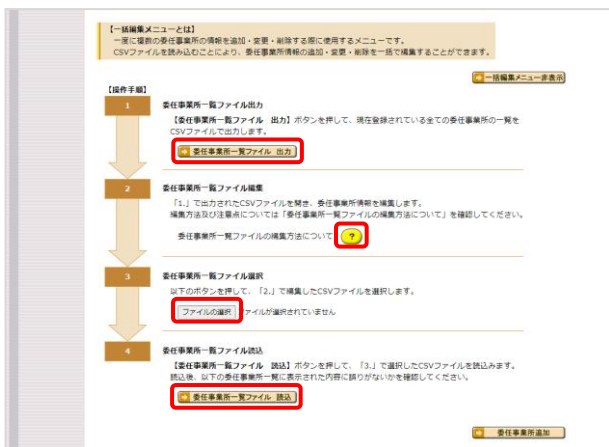 【一括編集メニューとは】
一度に複数の委任事業所の情報を追加・変更・削除する際に使用するメニューです。
CSVファイルを読み込むことにより、委任事業所情報の追加・変更・削除を一括で編集することができます。
一括編集メニュー非表示
【操作手順】
1
委任事業所一覧ファイル出力
【委任事業所一覧ファイル 出力】ボタンを押して、現在登録されている全ての委任事業所の一覧を
CSVファイルで出力します。
委任事業所一覧ファイル 出力
2
委任事業所一覧ファイル編集
「1.」で出力されたCSVファイルを開き、委任事業所情報を編集します。
編集方法及び注意点については「委任事業所一覧ファイルの編集方法について」を確認してください。
委任事業所一覧ファイルの編集方法について ?
3
委任事業所一覧ファイル選択
以下のボタンを押して、「2.」で編集したCSVファイルを選択します。
ファイルの選択 ファイルが選択されていません
4
委任事業所一覧ファイル読込
【委任事業所一覧ファイル 読込】ボタンを押して、「3.」で選択したCSVファイルを読込みます。
読込後、以下の委任事業所一覧に表示された内容に誤りがないかを確認してください。
委任事業所一覧ファイル 読込
委任事業所追加